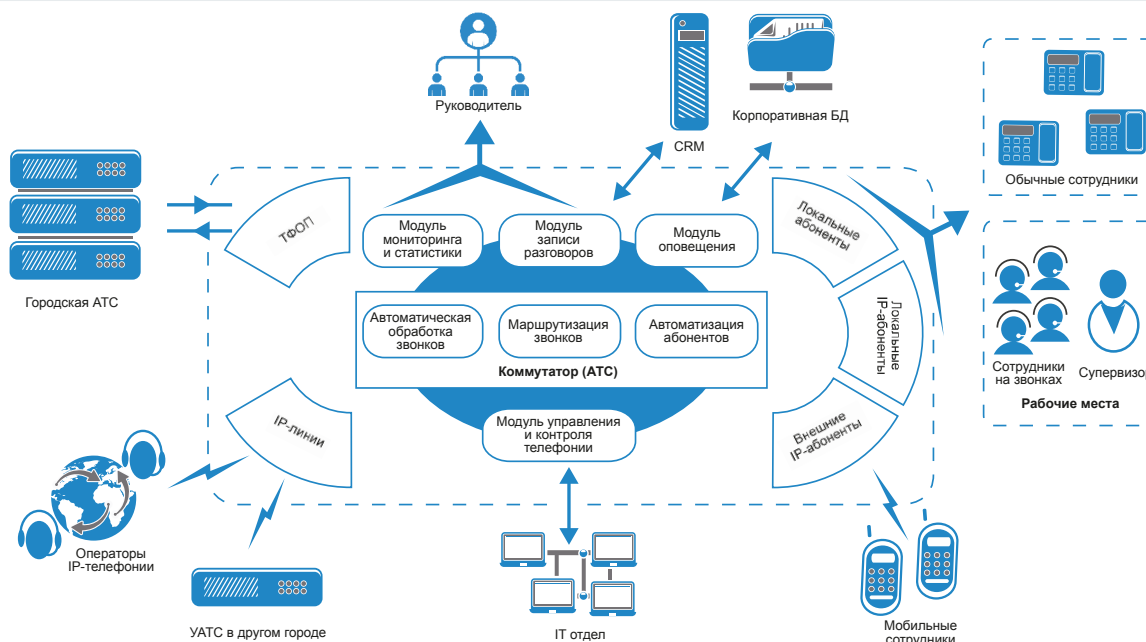 Руководитель
CRM
Корпоративная БД
Обычные сотрудники
Городская АТС
ТФОП
Модуль
мониторинга
и статистики
Модуль
записи
разговоров
Модуль
оповещения
Локальные
абоненты
Автоматическая
обработка
звонков
Маршрутизация
звонков
Автоматизация
абонентов
Коммутатор (АТС)
Локальные
IP-абоненты
Сотрудники
на звонках
Супервизор
Рабочие места
IP-линии
Модуль управления
и контроля
телефонии
Внешние
IP-абоненты
Операторы
IP-телефонии
УАТС в другом городе
IT отдел
Мобильные
сотрудники